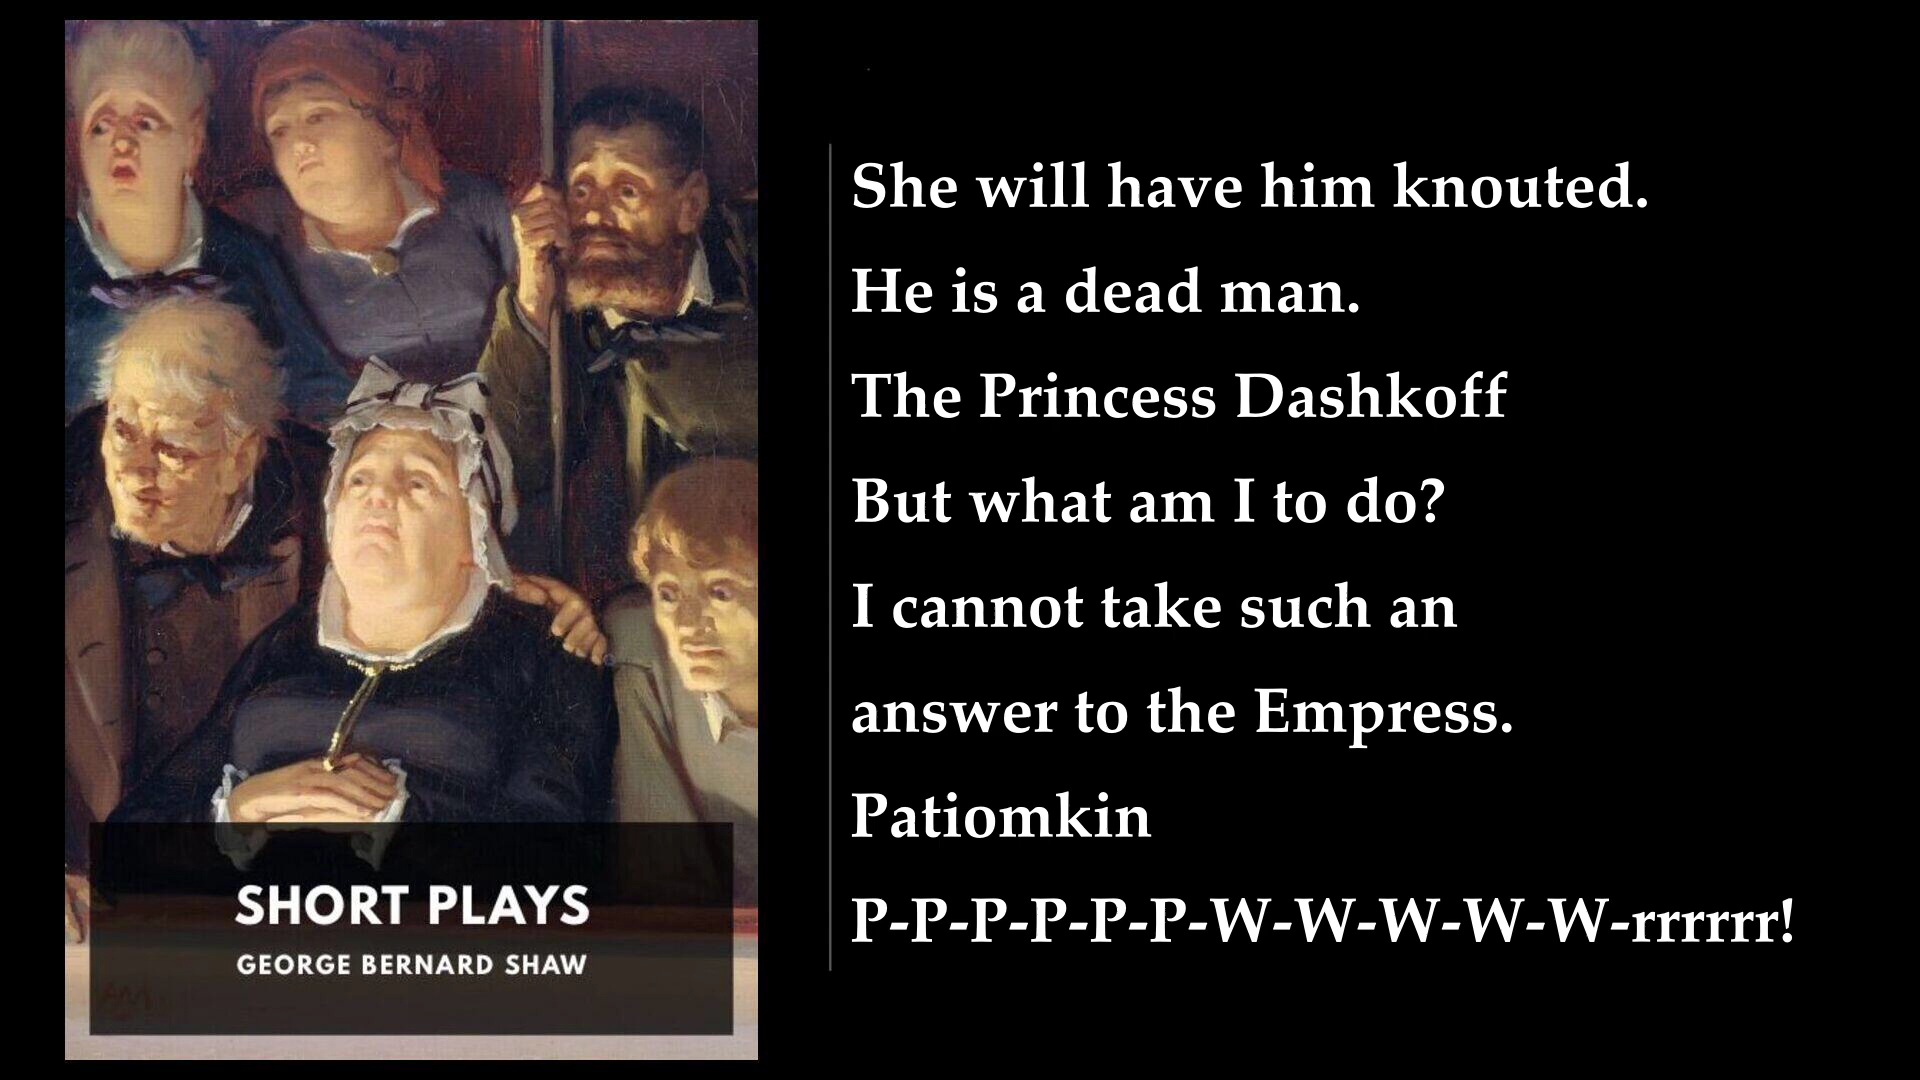 She will have him knouted.
He is a dead man.
The Princess Dashkoff
But what am I to do?
I cannot take such an
answer to the Empress.
Patiomkin
P-P-P-P-P-P-W-W-W-W-W-rrrrrr!
SHORT PLAYS
GEORGE BERNARD SHAW